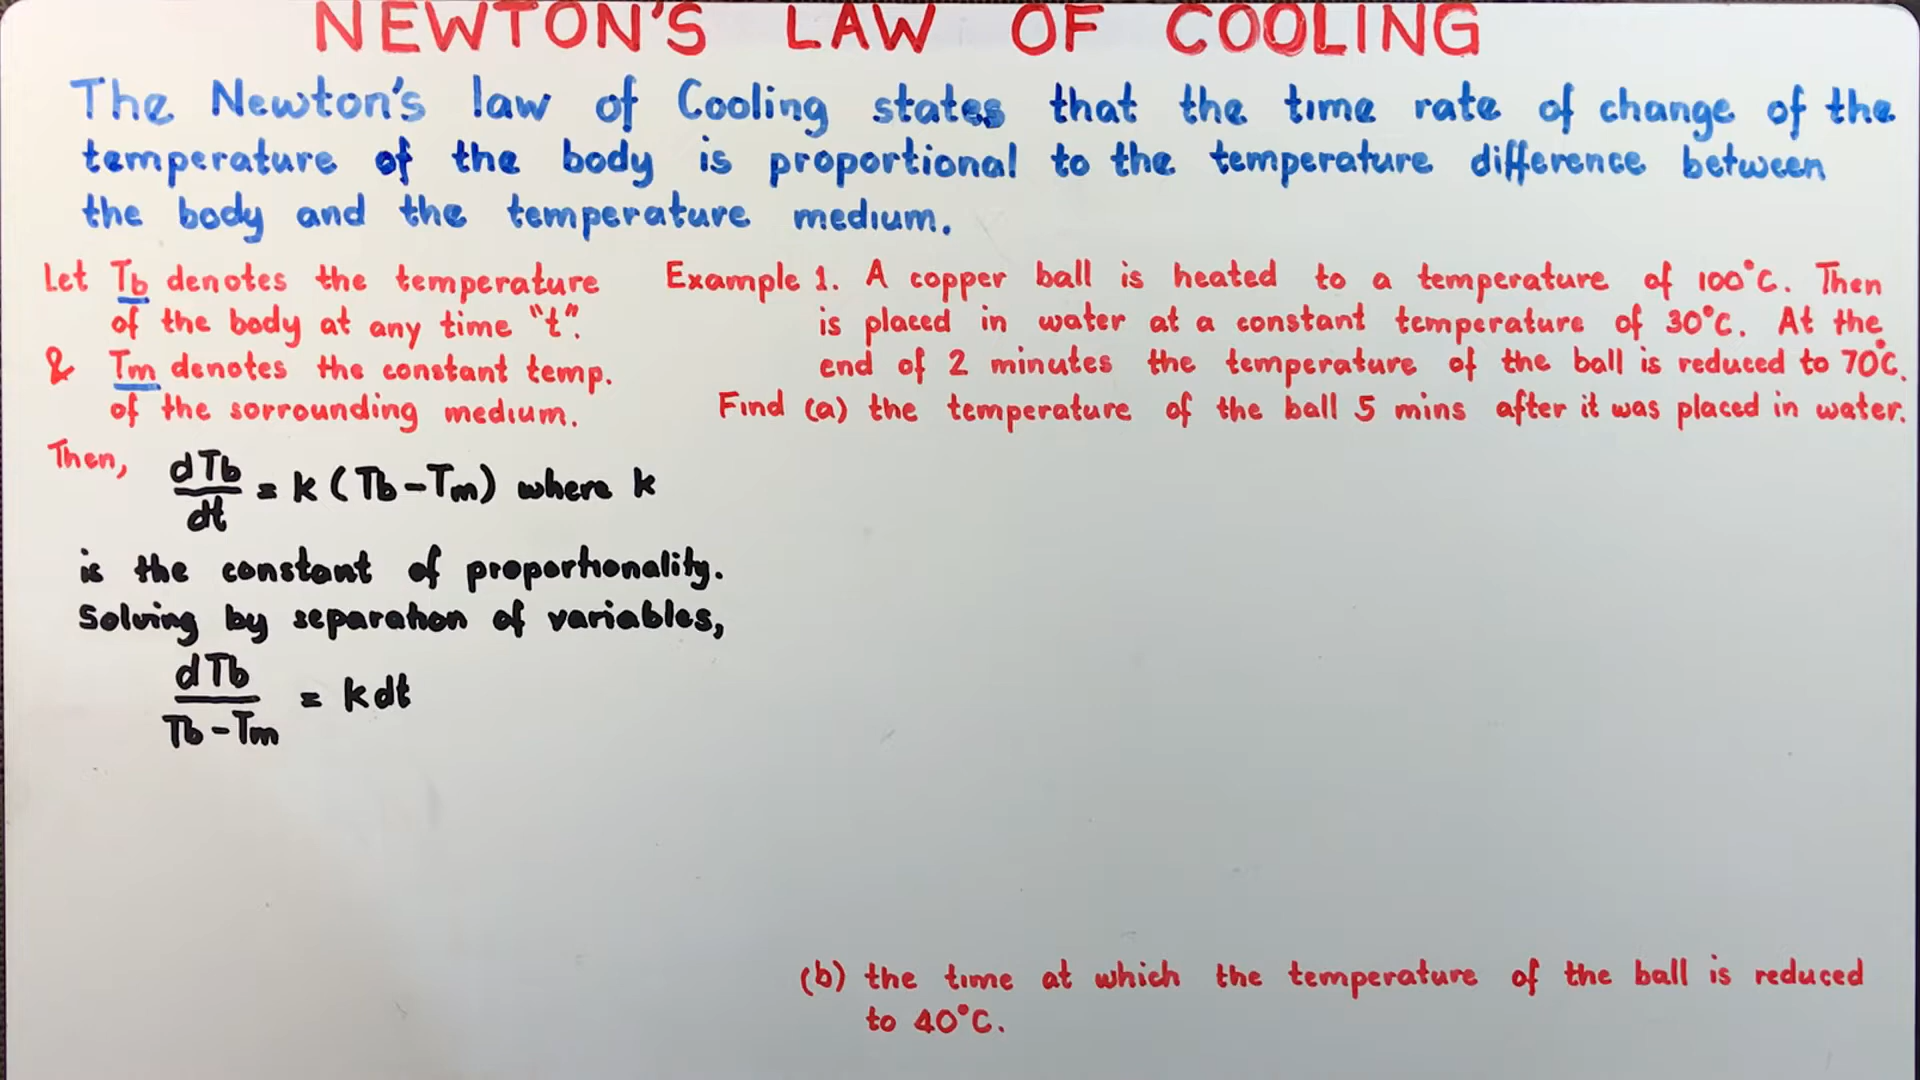 NEWTON'S LAW OF COOLING
The Newton's law of Cooling states that the time rate of change of the
temperature of the body is proportional to the temperature difference between
the body and the temperature medium.
Let Tb denotes the temperature
of the body at any time "t".
& Tm denotes the constant temp.
of the sorrounding medium.
Then, dTb/dt = k (Tb - Tm) where k
is the constant of proportionality.
Solving by separation of variables,
dTb/Tb - Tm = k dt
Example 1. A copper ball is heated to a temperature of 100°C. Then
is placed in water at a constant temperature of 30°C. At the
end of 2 minutes the temperature of the ball is reduced to 70°C.
Find (a) the temperature of the ball 5 mins after it was placed in water.
(b) the time at which the temperature of the ball is reduced
to 40°C.